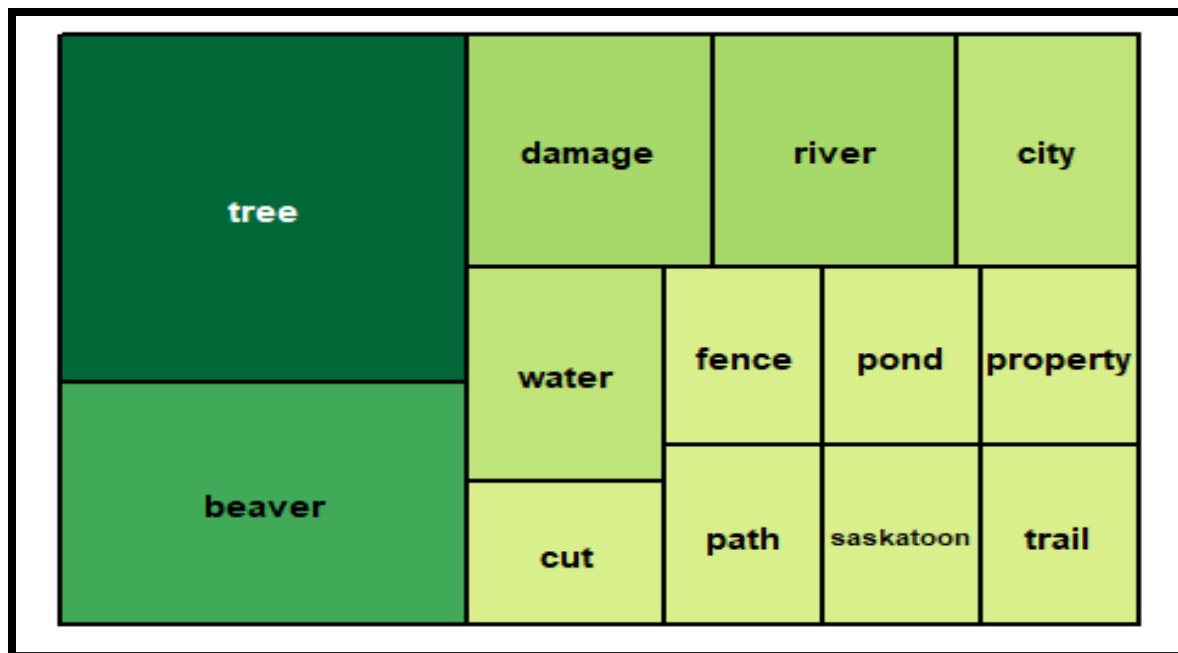 tree
beaver
damage
river
city
water
cut
fence
pond
property
path
saskatoon
trail